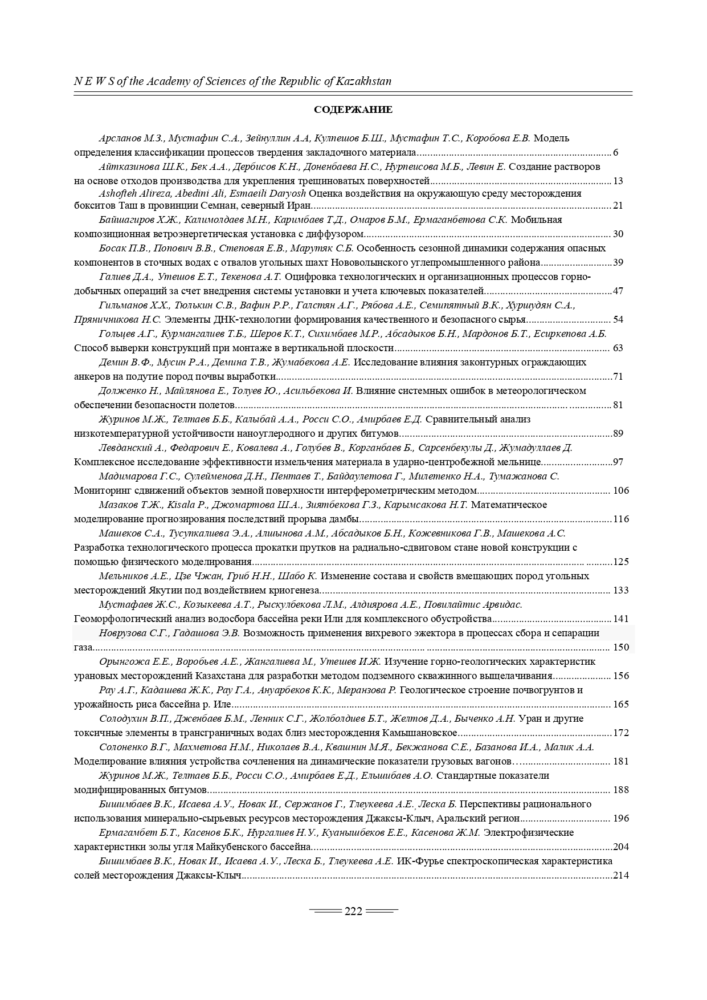 N E W S of the Academy of Sciences of the Republic of Kazakhstan
СОДЕРЖАНИЕ
Арсланов М.З., Мустафин С.А., Зейнуллин А.А, Кулпешов Б.Ш., Мустафин Т.С., Коробова Е.В. Модель
определения классификации процессов твердения закладочного материала.....6
Айтказинова Ш.К., Бек А.А., Дербисов К.Н., Доненбаева Н.С., Нурпеисова М.Б., Левин Е. Создание растворов
на основе отходов производства для укрепления трещиноватых поверхностей.....13
Ashofteh Alireza, Abedini Ali, Esmaeili Daryosh Оценка воздействия на окружающую среду месторождения
бокситов Таш в провинции Семнан, северный Иран.....21
Байшагиров Х.Ж., Калимолдаев М.Н., Каримбаев Т.Д., Омаров Б.М., Ермаганбетова С.К. Мобильная
композиционная ветроэнергетическая установка с диффузором.....30
Босак П.В., Попович В.В., Степовая Е.В., Марутяк С.Б. Особенность сезонной динамики содержания опасных
компонентов в сточных водах с отвалов угольных шахт Нововолынского углепромышленного района.....39
Галиев Д.А., Утешов Е.Т., Текенова А.Т. Оцифровка технологических и организационных процессов горно-
добычных операций за счет внедрения системы установки и учета ключевых показателей.....47
Гильманов Х.Х., Тюлькин С.В., Вафин Р.Р., Галстян А.Г., Рябова А.Е., Семипятный В.К., Хуршудян С.А.,
Пряничникова Н.С. Элементы ДНК-технологии формирования качественного и безопасного сырья.....54
Гольцев А.Г., Курмангалиев Т.Б., Шеров К.Т., Сихимбаев М.Р., Абсадыков Б.Н., Мардонов Б.Т., Есиркепова А.Б.
Способ выверки конструкций при монтаже в вертикальной плоскости.....63
Демин В.Ф., Мусин Р.А., Демина Т.В., Жумабекова А.Е. Исследование влияния законтурных ограждающих
анкеров на подутие пород почвы выработки.....71
Долженко Н., Майлянова Е., Толуев Ю., Асильбекова И. Влияние системных ошибок в метеорологическом
обеспечении безопасности полетов.....81
Журинов М.Ж., Телтаев Б.Б., Калыбай А.А., Росси С.О., Амирбаев Е.Д. Сравнительный анализ
низкотемпературной устойчивости наноуглеродного и других битумов.....89
Левданский А., Федарович Е., Ковалева А., Голубев В., Корганбаев Б., Сарсенбекулы Д., Жумадуллаев Д.
Комплексное исследование эффективности измельчения материала в ударно-центробежной мельнице.....97
Мадимарова Г.С., Сулейменова Д.Н., Пентаев Т., Байдаулетова Г., Милетенко Н.А., Тумажанова С.
Мониторинг сдвижений объектов земной поверхности интерферометрическим методом.....106
Мазаков Т.Ж., Kisala P., Джомартова Ш.А., Зиятбекова Г.З., Карымсакова Н.Т. Математическое
моделирование прогнозирования последствий прорыва дамбы.....116
Машеков С.А., Тусупкалиева Э.А., Алшынова А.М., Абсадыков Б.Н., Кожевникова Г.В., Машекова А.С.
Разработка технологического процесса прокатки прутков на радиально-сдвиговом стане новой конструкции с
помощью физического моделирования.....125
Мельников А.Е., Цзе Чжан, Гриб Н.Н., Шабо К. Изменение состава и свойств вмещающих пород угольных
месторождений Якутии под воздействием криогенеза.....133
Мустафаев Ж.С., Козыкеева А.Т., Рыскулбекова Л.М., Алдиярова А.Е., Повилайтис Арвидас.
Геоморфологический анализ водосбора бассейна реки Или для комплексного обустройства.....141
Новрузова С.Г., Гадашова Э.В. Возможность применения вихревого эжектора в процессах сбора и сепарации
газа.....150
Орынгожа Е.Е., Воробьев А.Е., Жангалиева М., Утешев И.Ж. Изучение горно-геологических характеристик
урановых месторождений Казахстана для разработки методом подземного скважинного выщелачивания.....156
Рау А.Г., Кадашева Ж.К., Рау Г.А., Ануарбеков К.К., Меранзова Р. Геологическое строение почвогрунтов и
урожайность риса бассейна р. Иле.....165
Солодухин В.П., Дженбаев Б.М., Ленник С.Г., Жолболдиев Б.Т., Желтов Д.А., Быченко А.Н. Уран и другие
токсичные элементы в трансграничных водах близ месторождения Камышановское.....172
Солоненко В.Г., Махметова Н.М., Николаев В.А., Квашнин М.Я., Бекжанова С.Е., Базанова И.А., Малик А.А.
Моделирование влияния устройства сочленения на динамические показатели грузовых вагонов.....181
Журинов М.Ж., Телтаев Б.Б., Росси С.О., Амирбаев Е.Д., Ельшибаев А.О. Стандартные показатели
модифицированных битумов.....188
Бишимбаев В.К., Исаева А.У., Новак И., Сержанов Г., Тлеукеева А.Е., Леска Б. Перспективы рационального
использования минерально-сырьевых ресурсов месторождения Джаксы-Клыч, Аральский регион.....196
Ермагамбет Б.Т., Касенов Б.К., Нургалиев Н.У., Куанышбеков Е.Е., Касенова Ж.М. Электрофизические
характеристики золы угля Майкубенского бассейна.....204
Бишимбаев В.К., Новак И., Исаева А.У., Леска Б., Тлеукеева А.Е. ИК-Фурье спектроскопическая характеристика
солей месторождения Джаксы-Клыч.....214
222